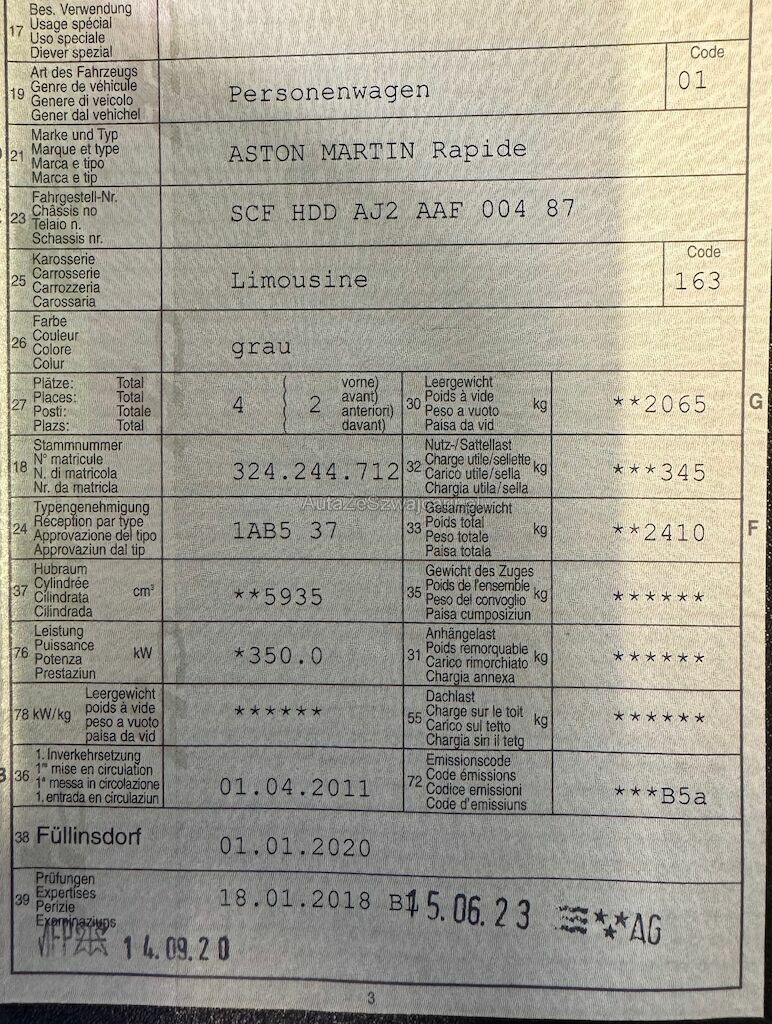 17 Bes. Verwendung
Usage spécial
Uso speciale
Diever spezial
19 Art des Fahrzeugs
Genre de véhicule
Genere di veicolo
Gener dal vehichel
Personenwagen
Code
01
21 Marke und Typ
Marque et type
Marca e tipo
Marca e tip
ASTON MARTIN Rapide
23 Fahrgestell-Nr.
Châssis no
Telaio n.
Schassis nr.
SCF HDD AJ2 AAF 004 87
25 Karosserie
Carrosserie
Carrozzeria
Carossaria
Limousine
Code
163
26 Farbe
Couleur
Colore
Colur
grau
27 Plätze: Total
Places: Total
Posti: Totale
Plazs: Total
4 ( 2 vorne)
avant)
anteriori)
davant)
30 Leergewicht
Poids à vide
Peso a vuoto
Paisa da vid
kg
**2065
G
18 Stammnummer
N° matricule
N. di matricola
Nr. da matricla
324.244.712
32 Nutz-/Sattellast
Charge utile/sellette
Carico utile/sella
Chargia utila/sella
kg
***345
AutaZeSzwajcarii.pl
24 Typengenehmigung
Réception par type
Approvazione del tipo
Approvaziun dal tip
1AB5 37
33 Gesamtgewicht
Poids total
Peso totale
Paisa totala
kg
**2410
F
37 Hubraum
Cylindrée
Cilindrata
Cilindrada
cm³
**5935
35 Gewicht des Zuges
Poids de l'ensemble
Peso del convoglio
Paisa cumposiziun
kg
******
76 Leistung
Puissance
Potenza
Prestaziun
kW
*350.0
31 Anhängelast
Poids remorquable
Carico rimorchiato
Chargia annexa
kg
******
78 kW/kg
Leergewicht
poids à vide
peso a vuoto
paisa da vid
******
55 Dachlast
Charge sur le toit
Carico sul tetto
Chargia sin il tetg
kg
******
36 1. Inverkehrsetzung
1re mise en circulation
1a messa in circolazione
1. entrada en circulaziun
01.04.2011
72 Emissionscode
Code émissions
Codice emissioni
Code d'emissiuns
***B5a
38 Füllinsdorf
01.01.2020
39 Prüfungen
Expertises
Perizie
Examinaziuns
18.01.2018
15.06.23
AG
14.09.20
3